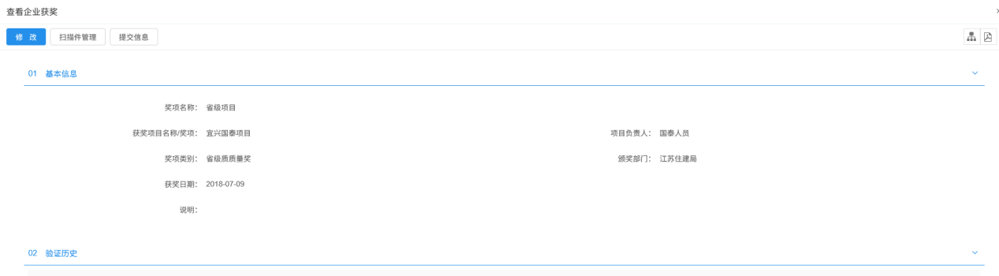 查看企业获奖
修 改 扫描件管理 提交信息
01 基本信息
奖项名称: 省级项目
获奖项目名称/奖项: 宜兴国泰项目 项目负责人: 国泰人员
奖项类别: 省级质质量奖 颁奖部门: 江苏住建局
获奖日期: 2018-07-09
说明:
02 验证历史